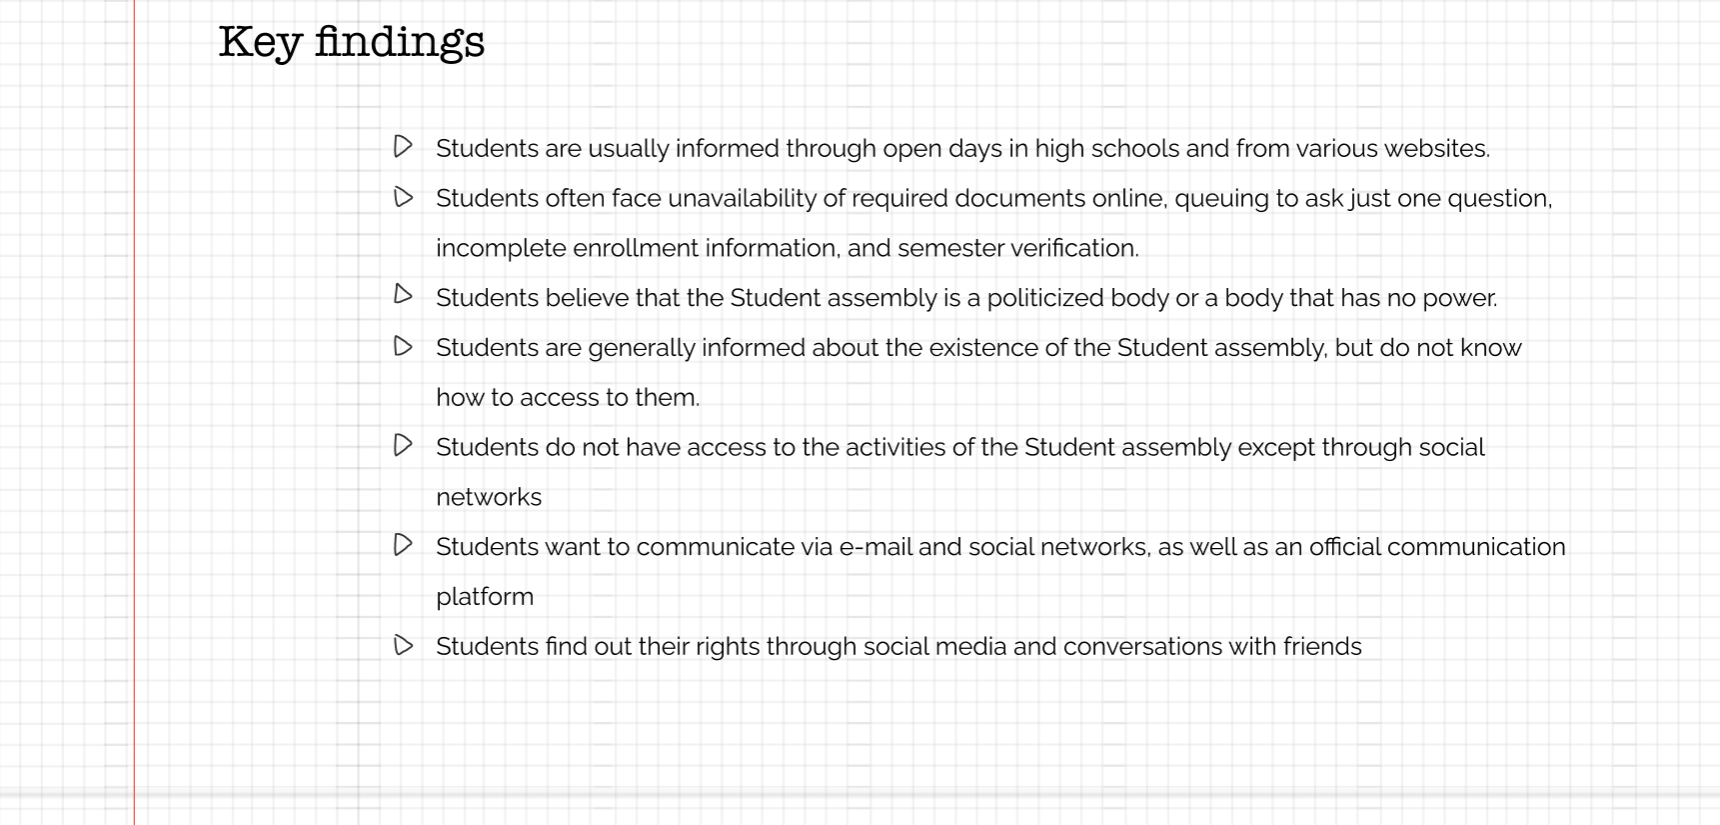 Key findings
Students are usually informed through open days in high schools and from various websites.
Students often face unavailability of required documents online, queuing to ask just one question,
incomplete enrollment information, and semester verification.
Students believe that the Student assembly is a politicized body or a body that has no power.
Students are generally informed about the existence of the Student assembly, but do not know
how to access to them.
Students do not have access to the activities of the Student assembly except through social
networks
Students want to communicate via e-mail and social networks, as well as an official communication
platform
Students find out their rights through social media and conversations with friends